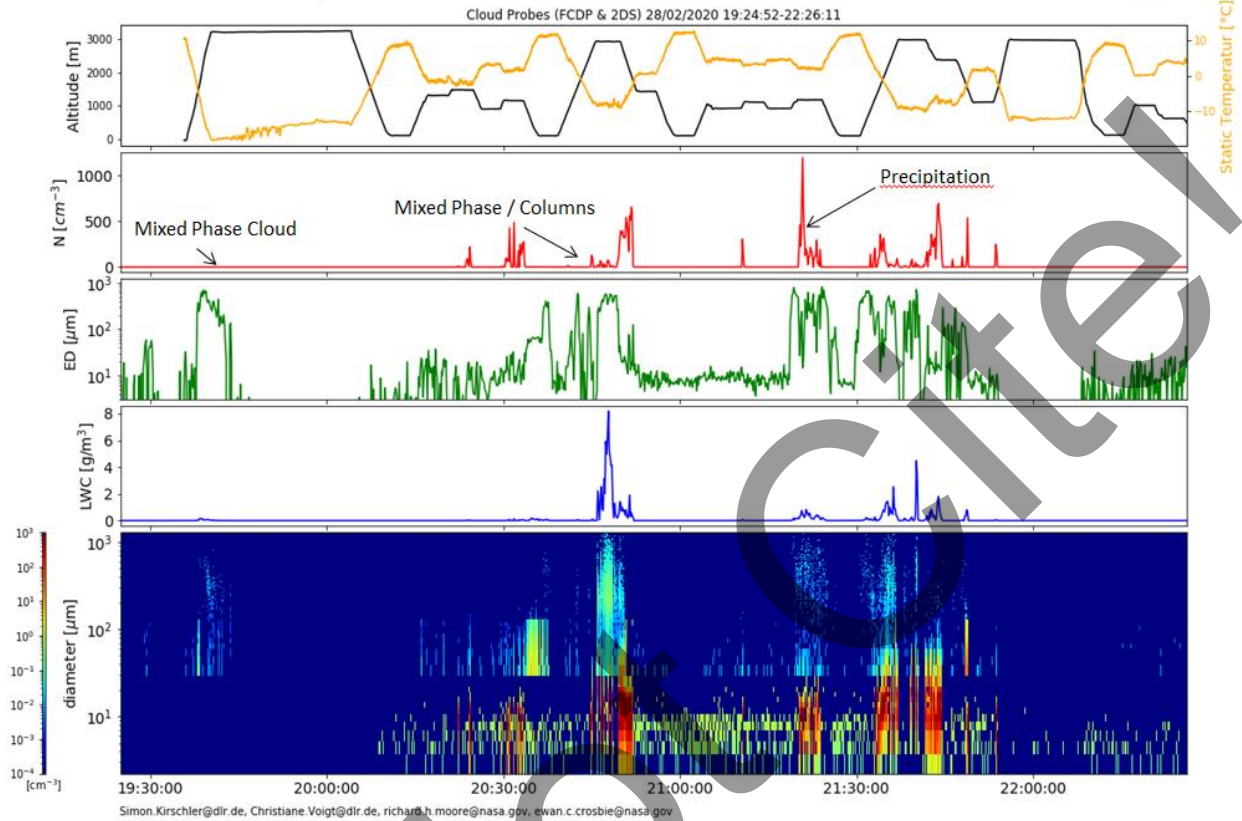 Cloud Probes (FCDP & 2DS) 28/02/2020 19:24:52-22:26:11
Altitude [m]
3000
2000
1000
0
10
0
−10
Static Temperatur [°C]
N [cm⁻³]
1000
500
0
Mixed Phase Cloud
Mixed Phase / Columns
Precipitation
ED [μm]
10³
10²
10¹
LWC [g/m³]
8
6
4
2
0
10³
10²
10¹
10⁰
10⁻¹
10⁻²
10⁻³
10⁻⁴
[cm⁻³]
diameter [μm]
10³
10²
10¹
19:30:00 20:00:00 20:30:00 21:00:00 21:30:00 22:00:00
Simon.Kirschler@dlr.de, Christiane.Voigt@dlr.de, richard.h.moore@nasa.gov, ewan.c.crosbie@nasa.gov
Cite!